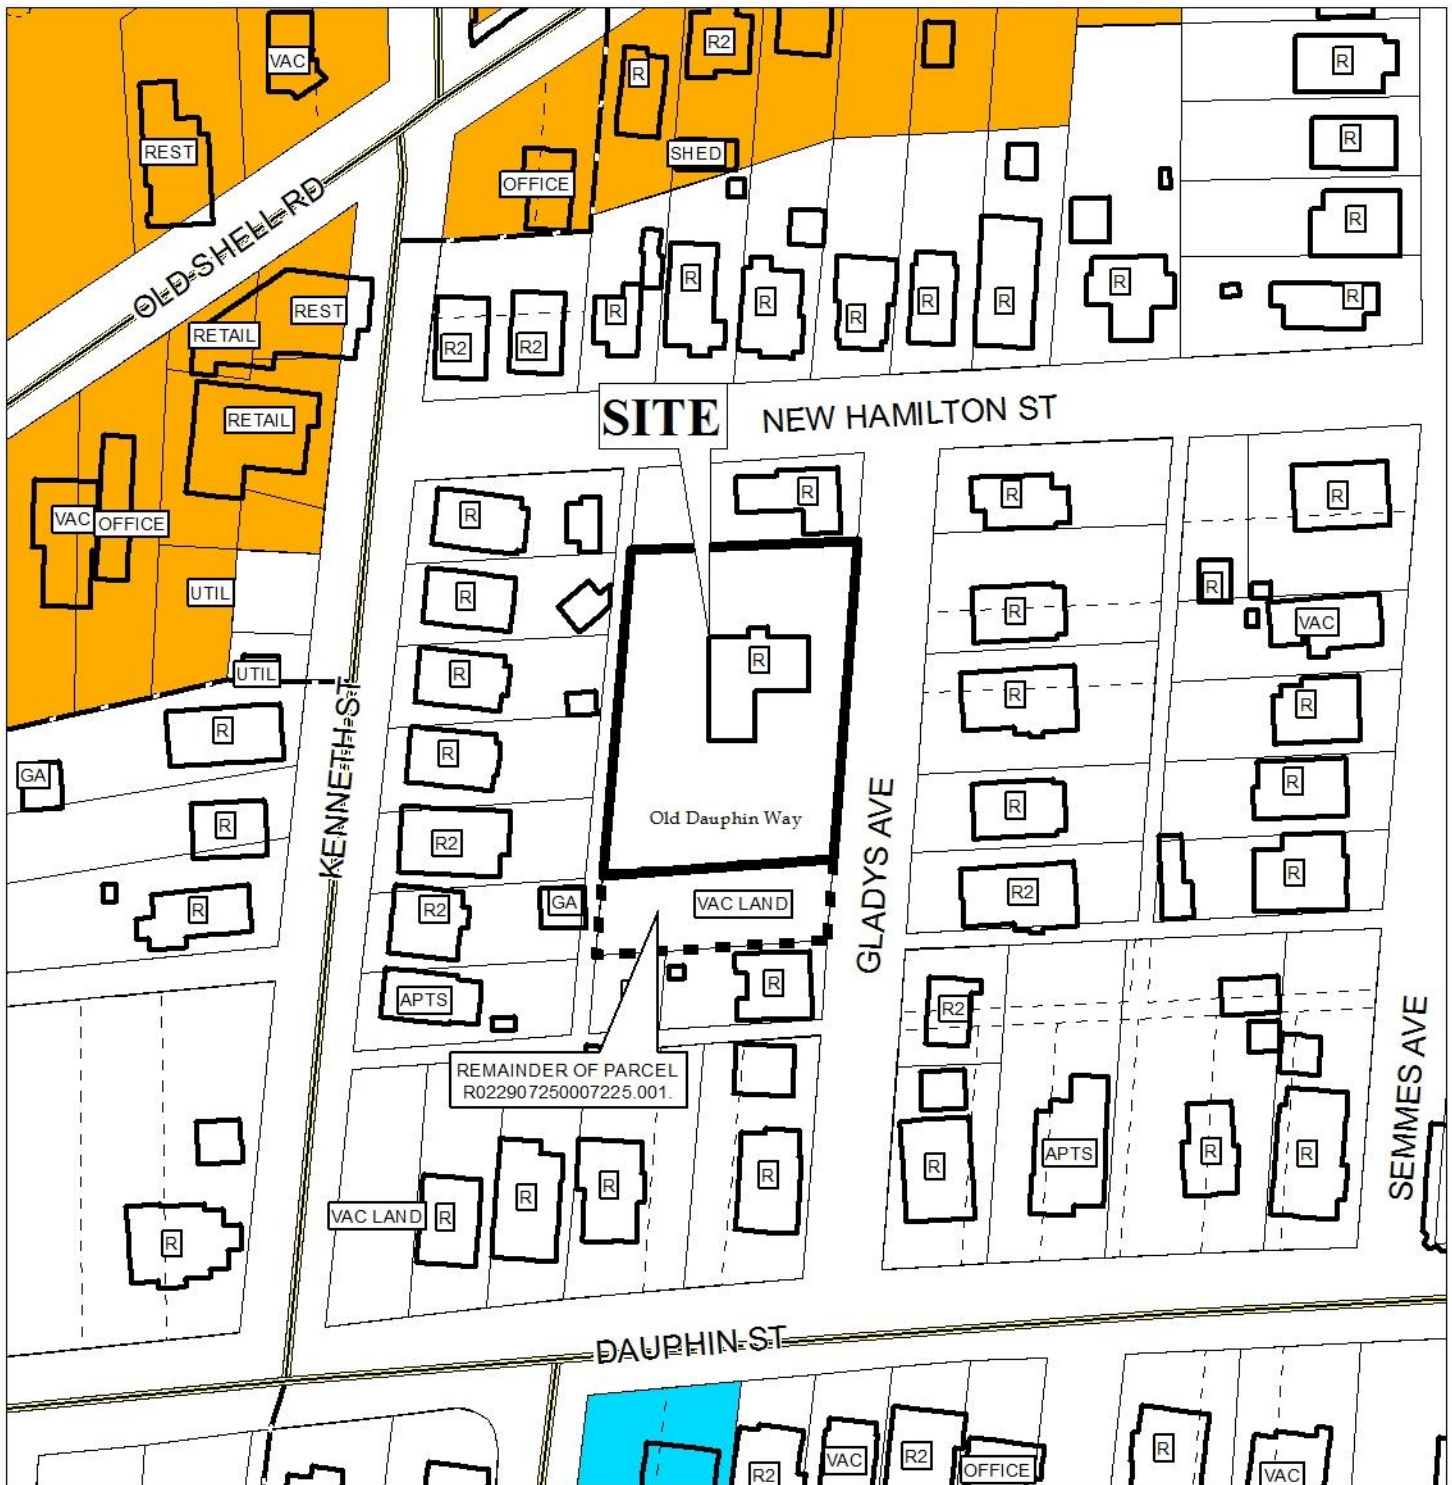 VAC
R2
R
R
REST
SHED
R
OFFICE
R
OLD SHELL RD
REST
RETAIL
R2
R2
R
R
R
R
R
R
R
R
RETAIL
SITE
NEW HAMILTON ST
VAC
OFFICE
R
R
R
R
UTIL
R
R
R
VAC
UTIL
R
R
R
R
R
KENNETH ST
R
GA
R
R
R
R2
Old Dauphin Way
GLADYS AVE
R
R2
GA
VAC LAND
R2
R
APTS
R
R2
SEMMES AVE
REMAINDER OF PARCEL
R022907250007225.001.
R
APTS
R
R
VAC LAND
R
R
R
R
R
DAUPHIN ST
R2
VAC
R2
OFFICE
R
VAC